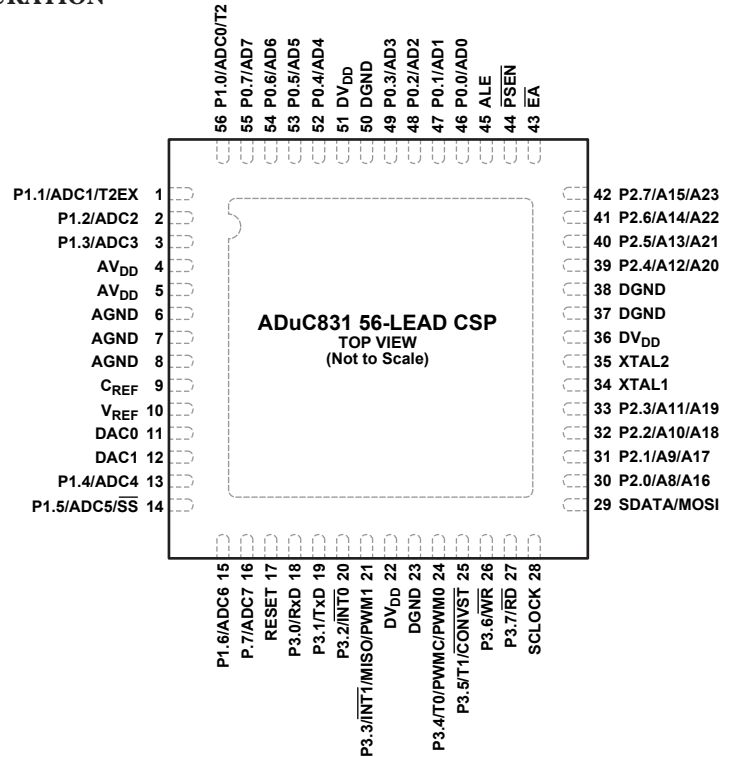 URATION
56 P1.0/ADC0/T2
55 P0.7/AD7
54 P0.6/AD6
53 P0.5/AD5
52 P0.4/AD4
51 DVDD
50 DGND
49 P0.3/AD3
48 P0.2/AD2
47 P0.1/AD1
46 P0.0/AD0
45 ALE
44 PSEN
43 EA
P1.1/ADC1/T2EX 1
P1.2/ADC2 2
P1.3/ADC3 3
AVDD 4
AVDD 5
AGND 6
AGND 7
AGND 8
CREF 9
VREF 10
DAC0 11
DAC1 12
P1.4/ADC4 13
P1.5/ADC5/SS 14
ADuC831 56-LEAD CSP
TOP VIEW
(Not to Scale)
42 P2.7/A15/A23
41 P2.6/A14/A22
40 P2.5/A13/A21
39 P2.4/A12/A20
38 DGND
37 DGND
36 DVDD
35 XTAL2
34 XTAL1
33 P2.3/A11/A19
32 P2.2/A10/A18
31 P2.1/A9/A17
30 P2.0/A8/A16
29 SDATA/MOSI
P1.6/ADC6 15
P.7/ADC7 16
RESET 17
P3.0/RxD 18
P3.1/TxD 19
P3.2/INT0 20
P3.3/INT1/MISO/PWM1 21
DVDD 22
DGND 23
P3.4/T0/PWMC/PWM0 24
P3.5/T1/CONVST 25
P3.6/WR 26
P3.7/RD 27
SCLOCK 28